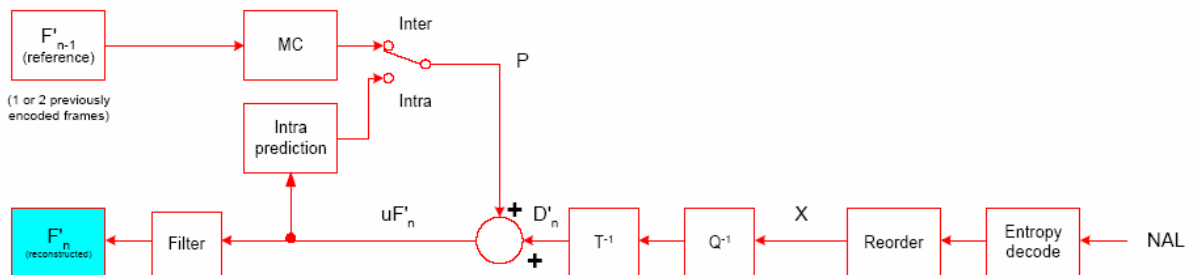 F'n-1
(reference)
(1 or 2 previously
encoded frames)
MC
Inter
Intra
P
Intra
prediction
F'n
(reconstructed)
Filter
uF'n
+
+
D'n
T-1
Q-1
X
Reorder
Entropy
decode
NAL